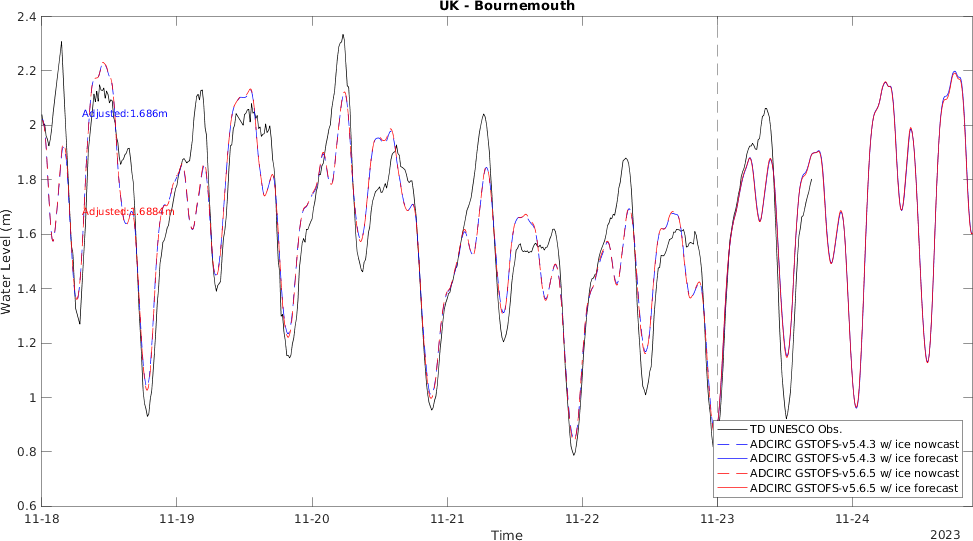 UK - Bournemouth
2.4
2.2
2
1.8
1.6
1.4
1.2
1
0.8
0.6
Water Level (m)
Adjusted:1.686m
Adjusted:1.6884m
TD UNESCO Obs.
ADCIRC GSTOFS-v5.4.3 w/ ice nowcast
ADCIRC GSTOFS-v5.4.3 w/ ice forecast
ADCIRC GSTOFS-v5.6.5 w/ ice nowcast
ADCIRC GSTOFS-v5.6.5 w/ ice forecast
11-18 11-19 11-20 11-21 11-22 11-23 11-24
Time
2023